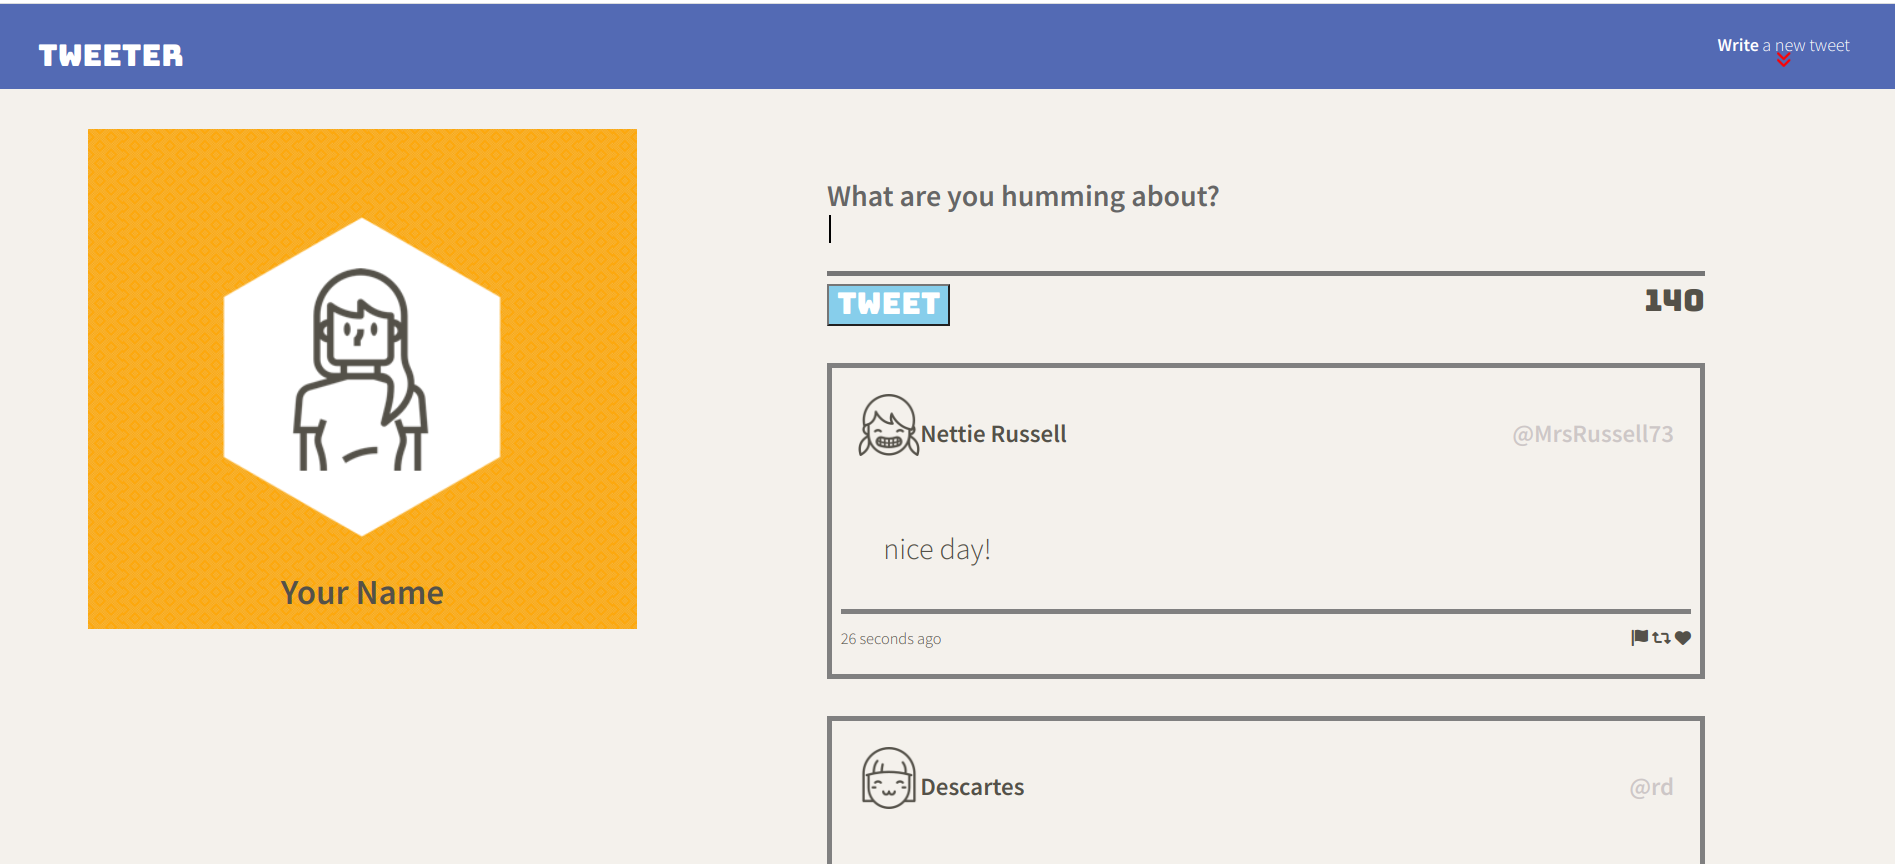 TWEETER
Write a new tweet
Your Name
What are you humming about?
TWEET
140
Nettie Russell
@MrsRussell73
nice day!
26 seconds ago
Descartes
@rd